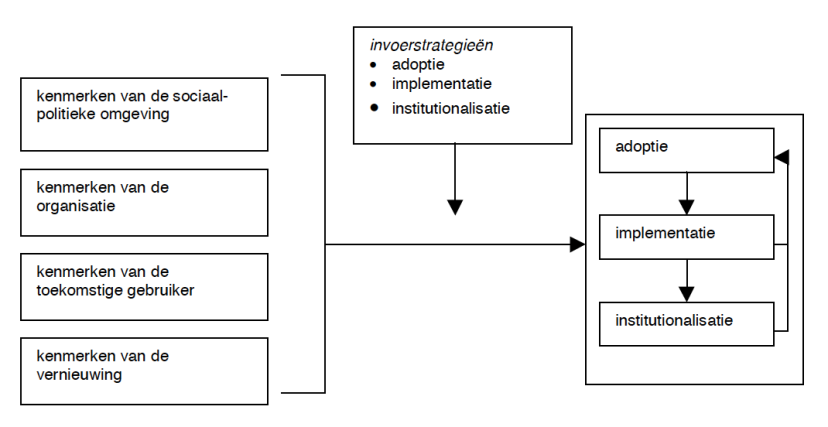 kenmerken van de sociaal-
politieke omgeving
kenmerken van de
organisatie
kenmerken van de
toekomstige gebruiker
kenmerken van de
vernieuwing
invoerstrategieën
• adoptie
• implementatie
• institutionalisatie
adoptie
implementatie
institutionalisatie